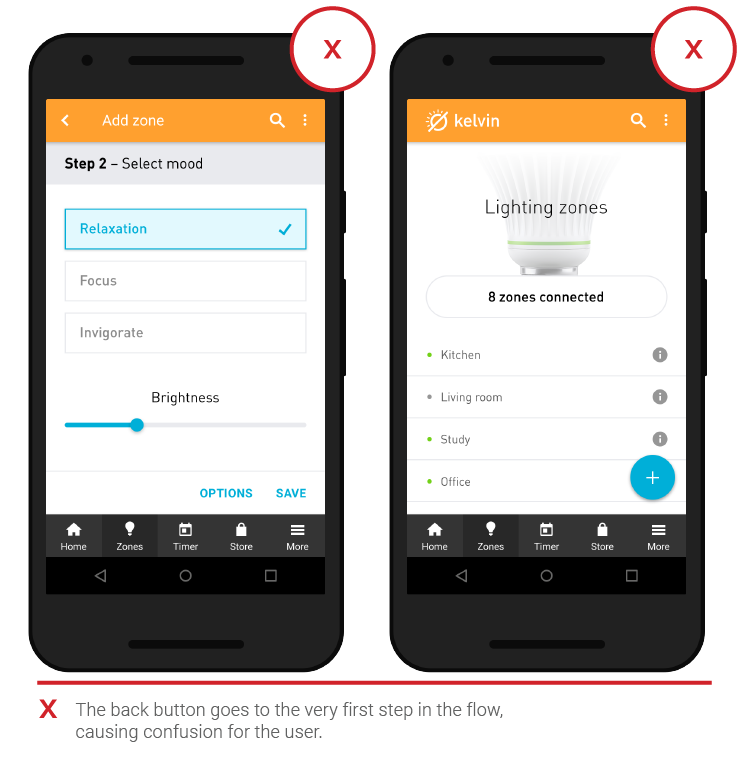 X
Add zone
Step 2 – Select mood
Relaxation
Focus
Invigorate
Brightness
OPTIONS SAVE
Home Zones Timer Store More
X
kelvin
Lighting zones
8 zones connected
Kitchen
Living room
Study
Office
Home Zones Timer Store More
X The back button goes to the very first step in the flow,
causing confusion for the user.